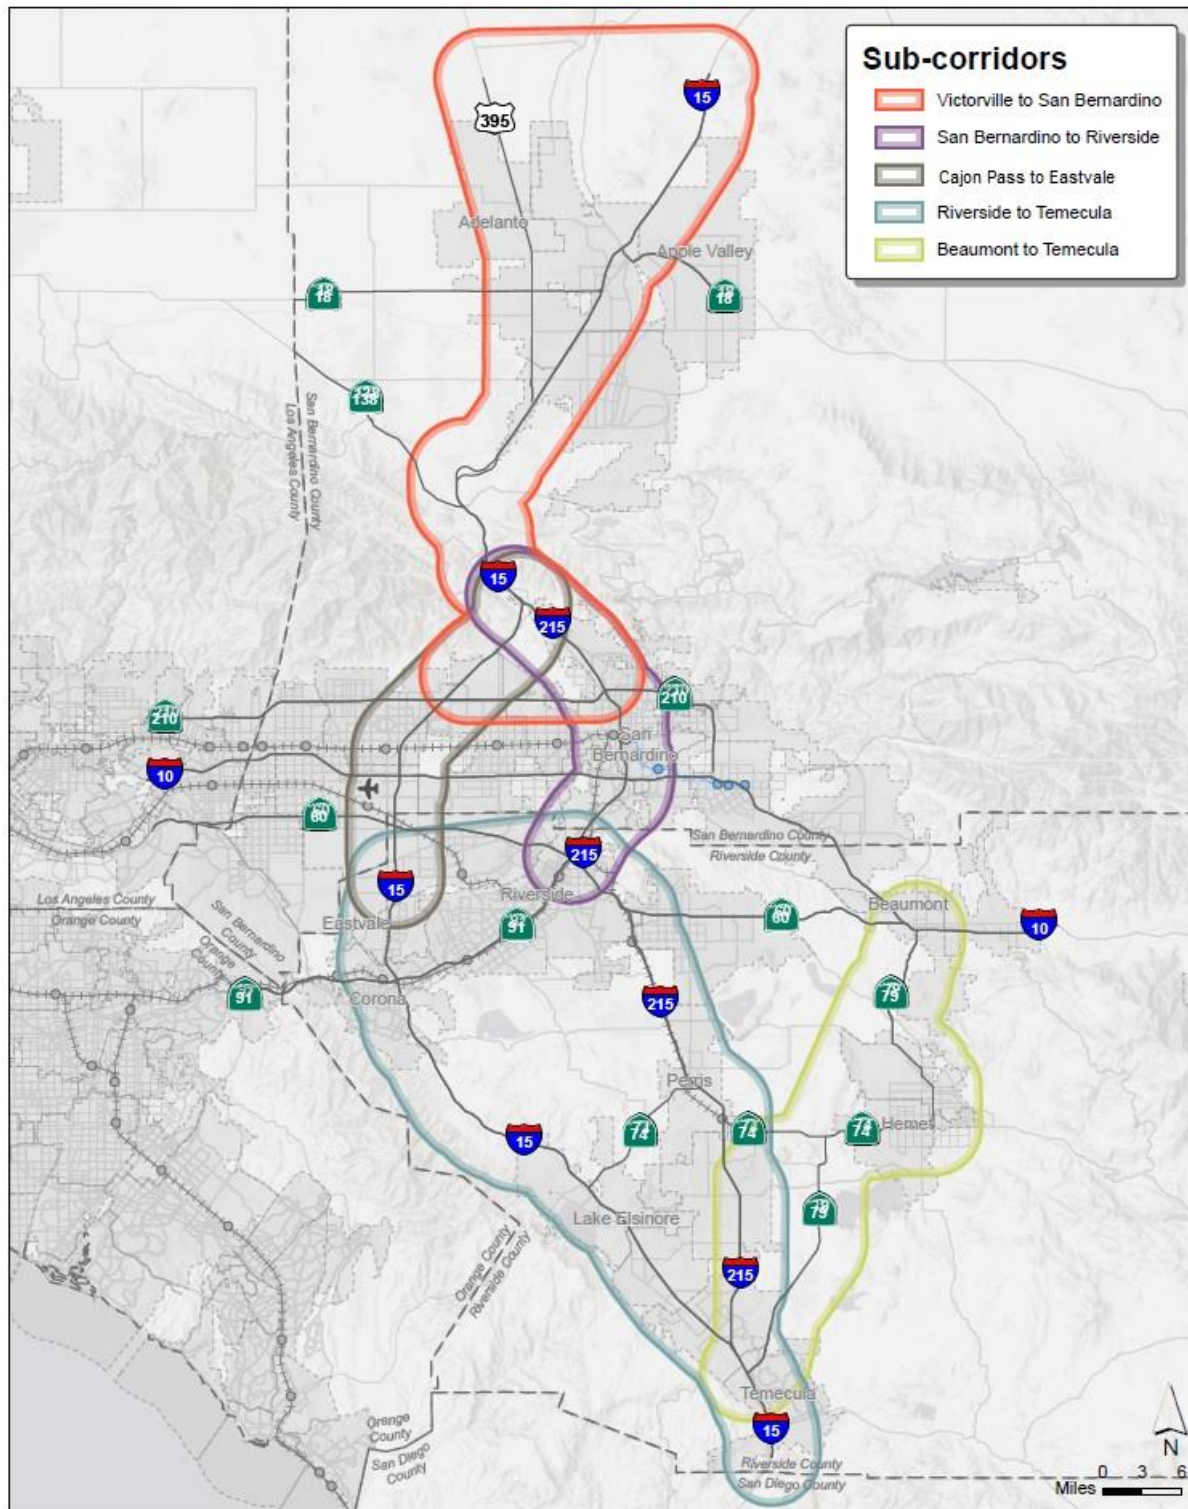 Sub-corridors
Victorville to San Bernardino
San Bernardino to Riverside
Cajon Pass to Eastvale
Riverside to Temecula
Beaumont to Temecula
15
395
Adelanto
Apple Valley
18
18
138
San Bernardino County
Los Angeles County
15
215
210
210
San
Bernardino
10
60
San Bernardino County
Riverside County
215
15
Riverside
Los Angeles County
Orange County
San Bernardino
County
Orange
County
Eastvale
91
60
Beaumont
10
91
Corona
215
79
Perris
15
74
74
74
Hemet
79
Lake Elsinore
Orange County
Riverside County
215
Temecula
15
Orange
County
San Diego
County
Riverside County
San Diego County
N
0 3 6
Miles